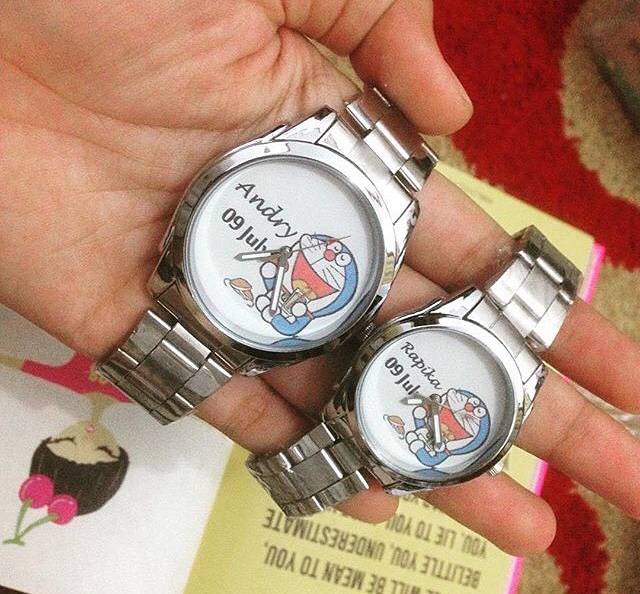 Andry
09 July
Rapika
09 July
WILL BE MEAN TO YOU,
BELITTLE YOU, UNDERESTIMATE
YOU, LIE TO YOU